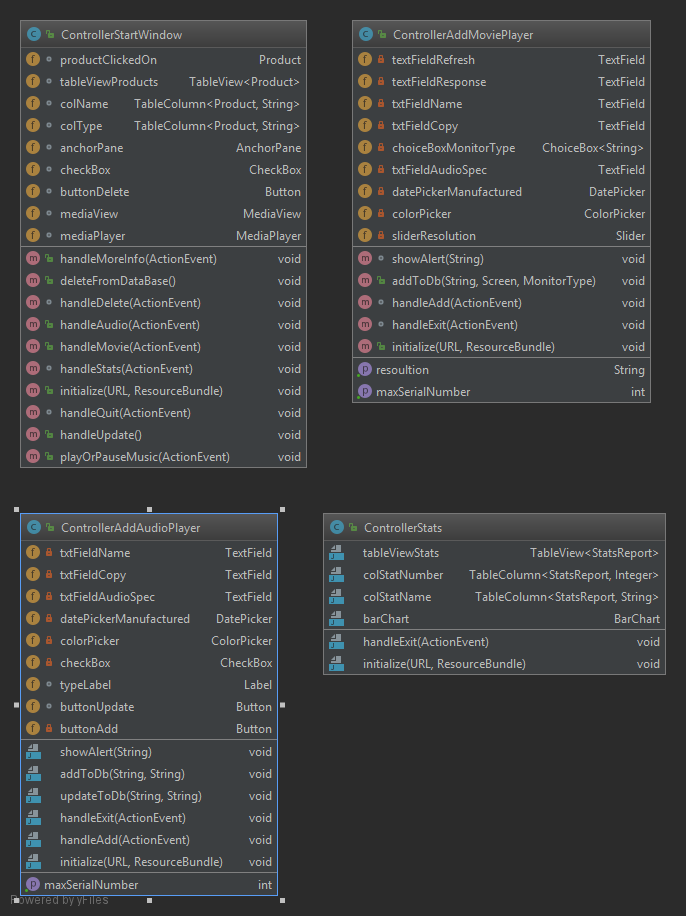 ControllerStartWindow
productClickedOn Product
tableViewProducts TableView<Product>
colName TableColumn<Product, String>
colType TableColumn<Product, String>
anchorPane AnchorPane
checkBox CheckBox
buttonDelete Button
mediaView MediaView
mediaPlayer MediaPlayer
handleMoreInfo(ActionEvent) void
deleteFromDataBase() void
handleDelete(ActionEvent) void
handleAudio(ActionEvent) void
handleMovie(ActionEvent) void
handleStats(ActionEvent) void
initialize(URL, ResourceBundle) void
handleQuit(ActionEvent) void
handleUpdate() void
playOrPauseMusic(ActionEvent) void
ControllerAddMoviePlayer
textFieldRefresh TextField
textFieldResponse TextField
txtFieldName TextField
txtFieldCopy TextField
choiceBoxMonitorType ChoiceBox<String>
txtFieldAudioSpec TextField
datePickerManufactured DatePicker
colorPicker ColorPicker
sliderResolution Slider
showAlert(String) void
addToDb(String, Screen, MonitorType) void
handleAdd(ActionEvent) void
handleExit(ActionEvent) void
initialize(URL, ResourceBundle) void
resoultion String
maxSerialNumber int
ControllerAddAudioPlayer
txtFieldName TextField
txtFieldCopy TextField
txtFieldAudioSpec TextField
datePickerManufactured DatePicker
colorPicker ColorPicker
checkBox CheckBox
typeLabel Label
buttonUpdate Button
buttonAdd Button
showAlert(String) void
addToDb(String, String) void
updateToDb(String, String) void
handleExit(ActionEvent) void
handleAdd(ActionEvent) void
initialize(URL, ResourceBundle) void
maxSerialNumber int
Powered by yFiles
ControllerStats
tableViewStats TableView<StatsReport>
colStatNumber TableColumn<StatsReport, Integer>
colStatName TableColumn<StatsReport, String>
barChart BarChart
handleExit(ActionEvent) void
initialize(URL, ResourceBundle) void